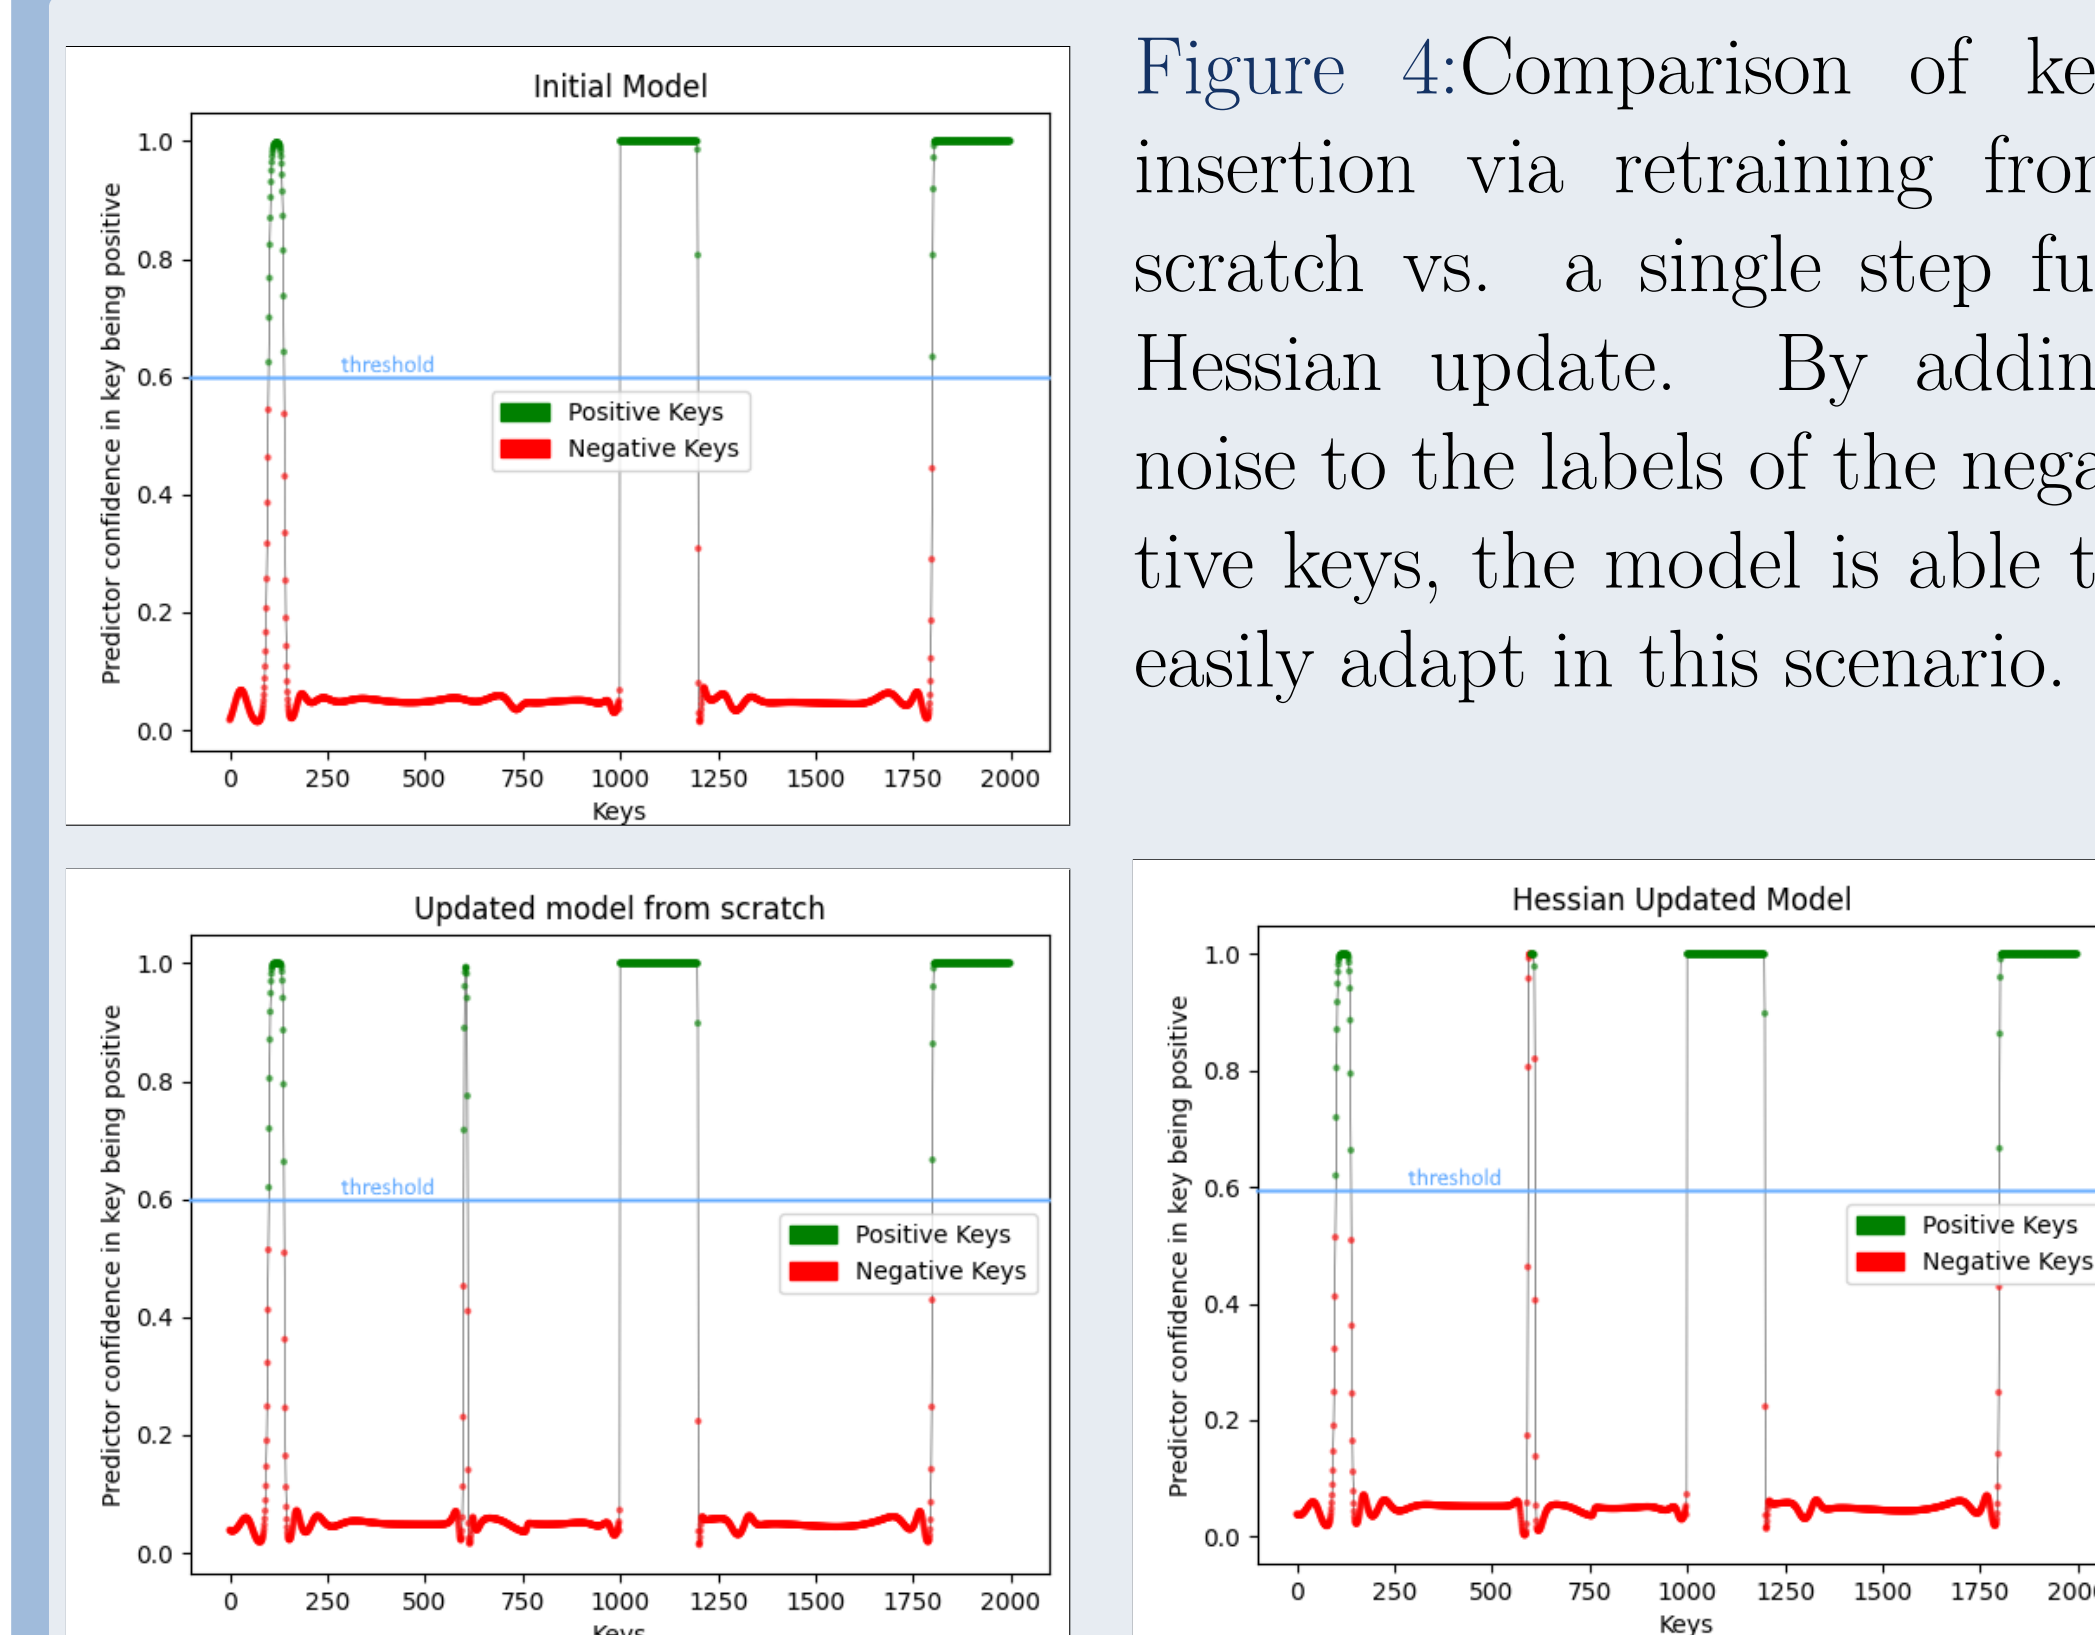 Initial Model
1.0
0.8
0.6
0.4
0.2
0.0
Predictor confidence in key being positive
threshold
Positive Keys
Negative Keys
0 250 500 750 1000 1250 1500 1750 2000
Keys
Figure 4:Comparison of ke
insertion via retraining from
scratch vs. a single step fu
Hessian update. By addin
noise to the labels of the nega
tive keys, the model is able t
easily adapt in this scenario.
Updated model from scratch
1.0
0.8
0.6
0.4
0.2
0.0
Predictor confidence in key being positive
threshold
Positive Keys
Negative Keys
0 250 500 750 1000 1250 1500 1750 2000
Keys
Hessian Updated Model
1.0
0.8
0.6
0.4
0.2
0.0
Predictor confidence in key being positive
threshold
Positive Keys
Negative Keys
0 250 500 750 1000 1250 1500 1750 200
Keys